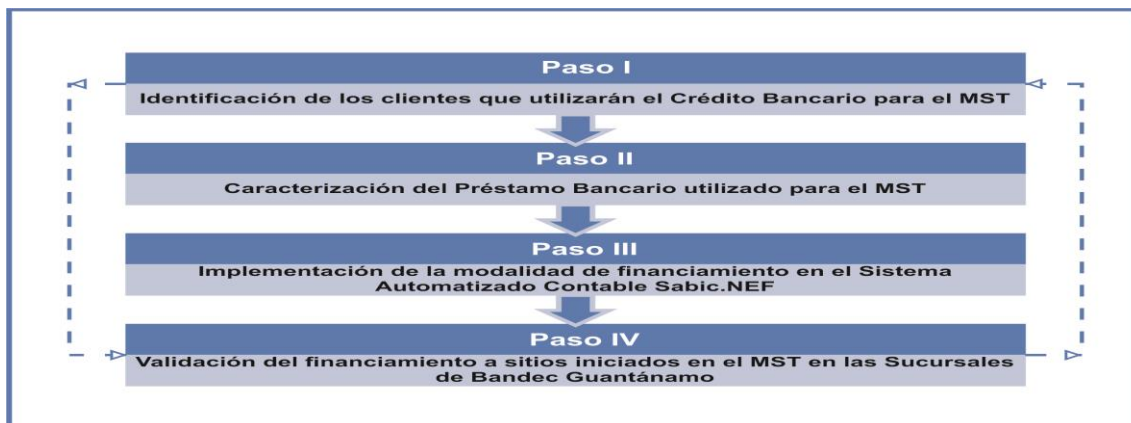 Paso I
Identificación de los clientes que utilizarán el Crédito Bancario para el MST
Paso II
Caracterización del Préstamo Bancario utilizado para el MST
Paso III
Implementación de la modalidad de financiamiento en el Sistema
Automatizado Contable Sabic.NEF
Paso IV
Validación del financiamiento a sitios iniciados en el MST en las Sucursales
de Bandec Guantánamo